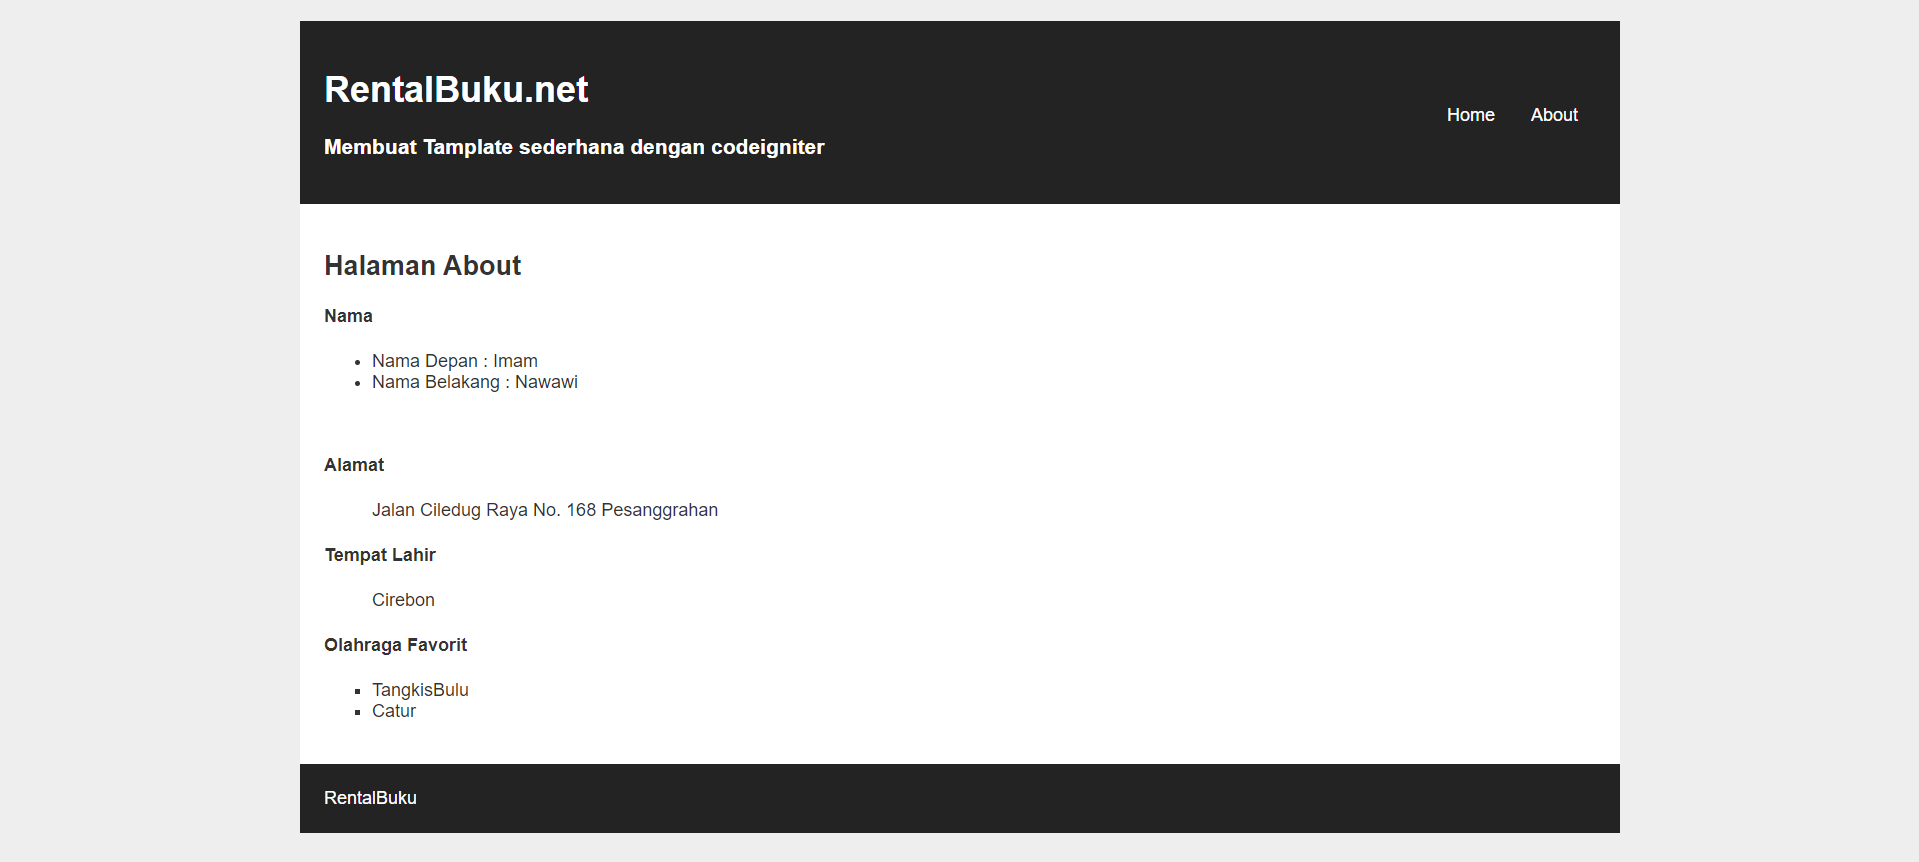 RentalBuku.net
Home About
Membuat Tamplate sederhana dengan codeigniter
Halaman About
Nama
Nama Depan : Imam
Nama Belakang : Nawawi
Alamat
Jalan Ciledug Raya No. 168 Pesanggrahan
Tempat Lahir
Cirebon
Olahraga Favorit
TangkisBulu
Catur
RentalBuku